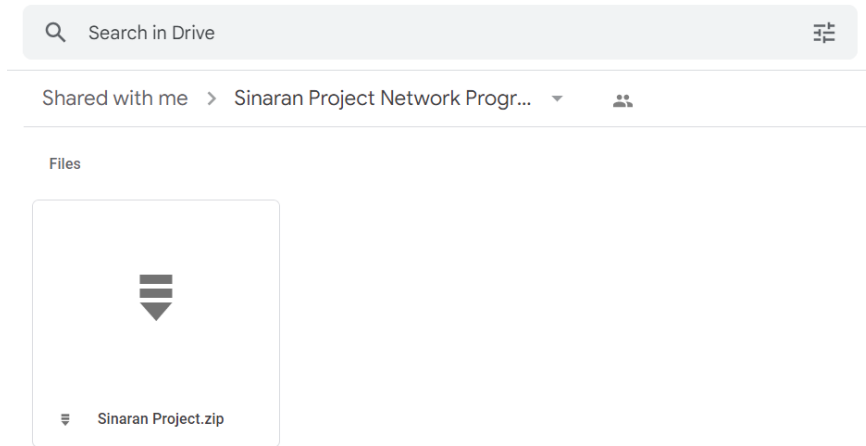 Search in Drive
Shared with me > Sinaran Project Network Progr...
Files
Sinaran Project.zip